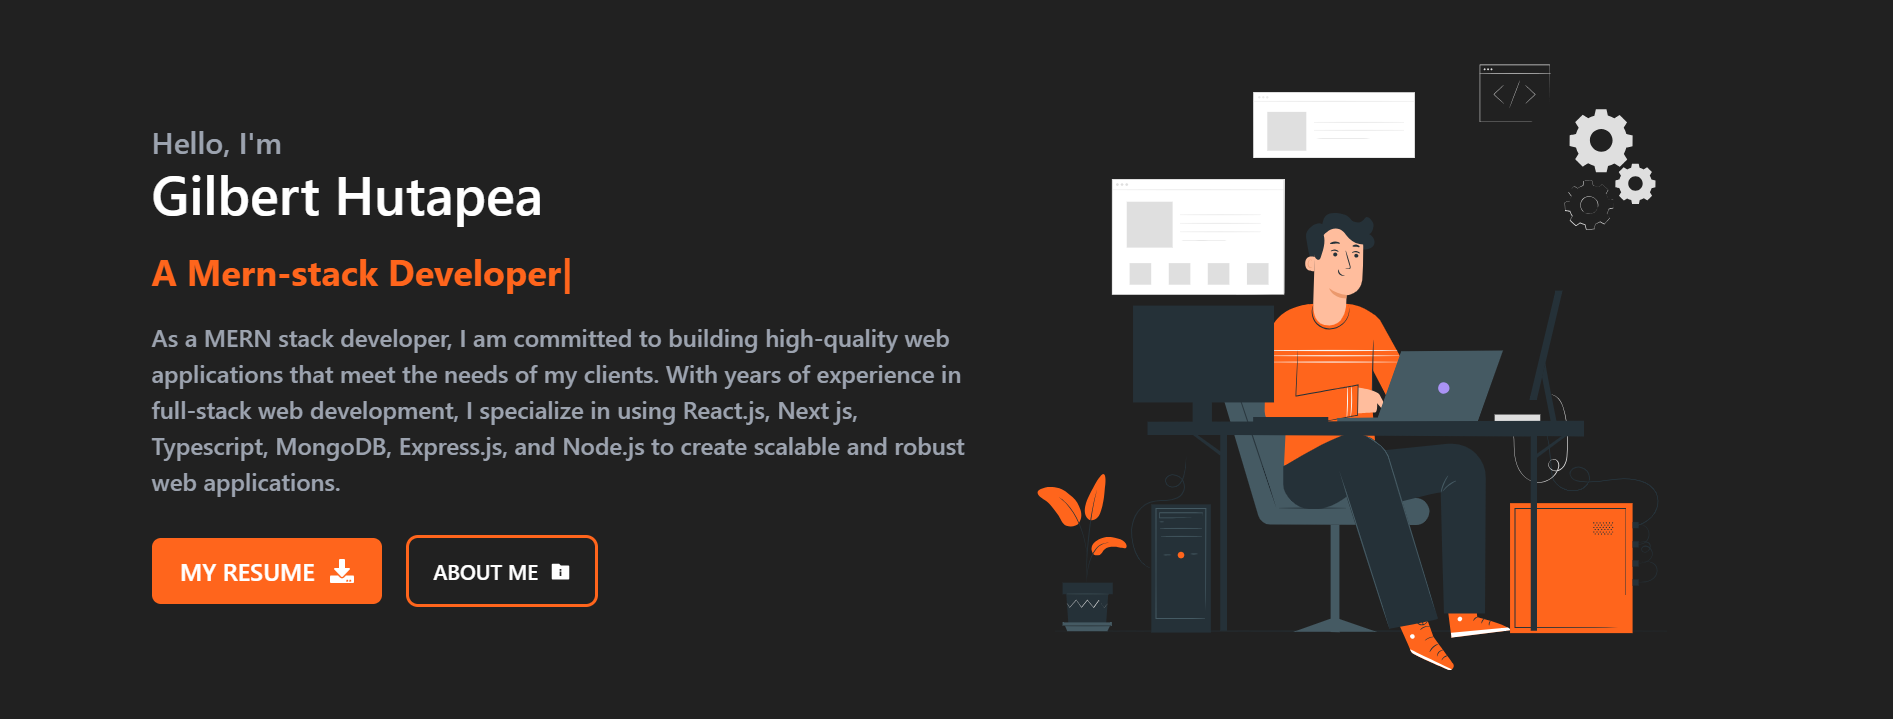 Hello, I'm
Gilbert Hutapea
A Mern-stack Developer|
As a MERN stack developer, I am committed to building high-quality web
applications that meet the needs of my clients. With years of experience in
full-stack web development, I specialize in using React.js, Next js,
Typescript, MongoDB, Express.js, and Node.js to create scalable and robust
web applications.
MY RESUME
ABOUT ME